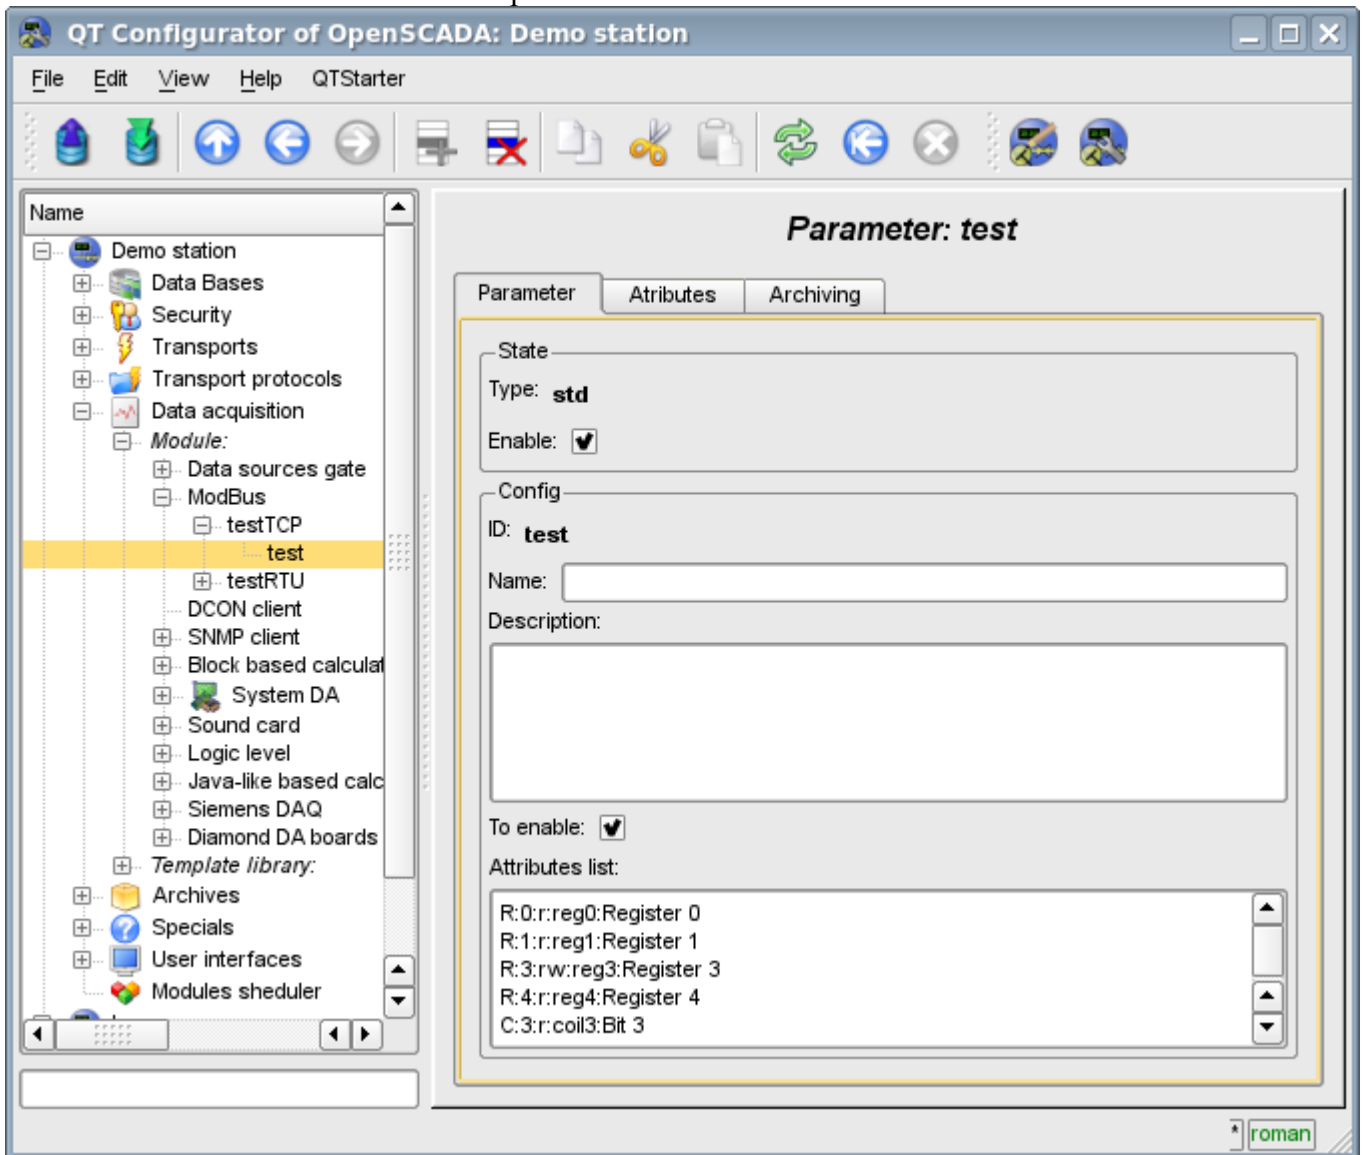 QT Configurator of OpenSCADA: Demo station
File Edit View Help QTStarter
Name
Demo station
Data Bases
Security
Transports
Transport protocols
Data acquisition
Module:
Data sources gate
ModBus
testTCP
test
testRTU
DCON client
SNMP client
Block based calculat
System DA
Sound card
Logic level
Java-like based calc
Siemens DAQ
Diamond DA boards
Template library:
Archives
Specials
User interfaces
Modules sheduler
Parameter: test
Parameter Atributes Archiving
State
Type: std
Enable:
Config
ID: test
Name:
Description:
To enable:
Attributes list:
R:0:r:reg0:Register 0
R:1:r:reg1:Register 1
R:3:rw:reg3:Register 3
R:4:r:reg4:Register 4
C:3:r:coil3:Bit 3
* roman